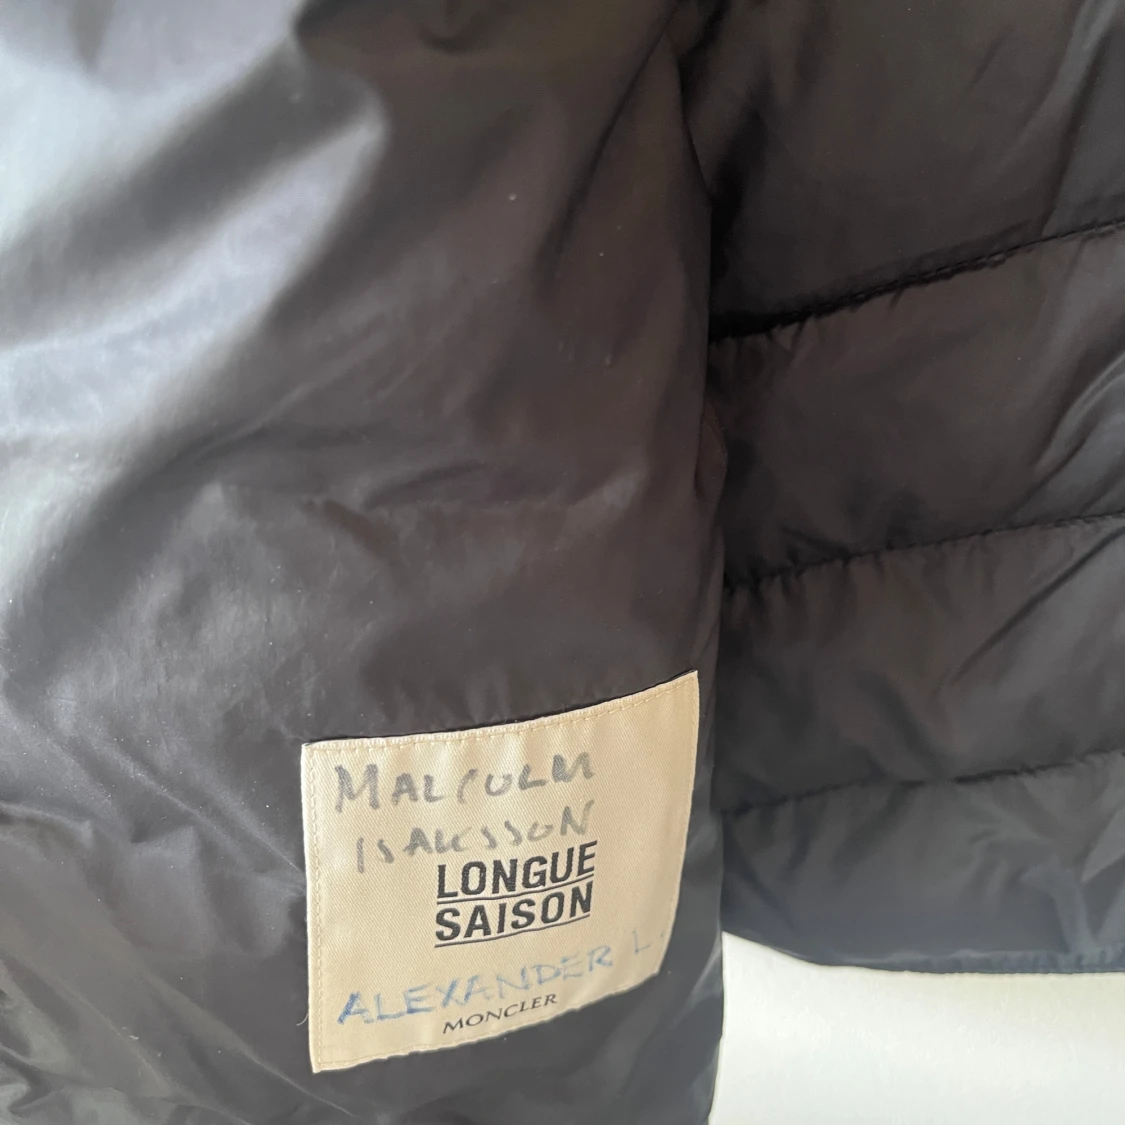 MALCOLM
ISAKSSON
LONGUE
SAISON
ALEXANDER L.
MONCLER